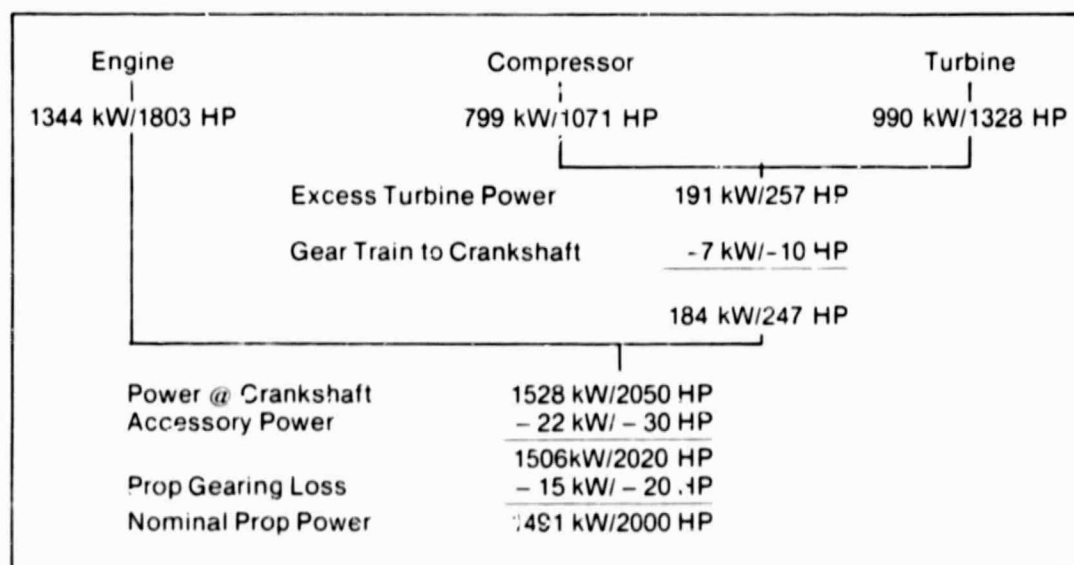 Engine Compressor Turbine
1344 kW/1803 HP 799 kW/1071 HP 990 kW/1328 HP
Excess Turbine Power 191 kW/257 HP
Gear Train to Crankshaft -7 kW/-10 HP
184 kW/247 HP
Power @ Crankshaft 1528 kW/2050 HP
Accessory Power - 22 kW/ - 30 HP
1506kW/2020 HP
Prop Gearing Loss - 15 kW/ - 20 HP
Nominal Prop Power 1491 kW/2000 HP